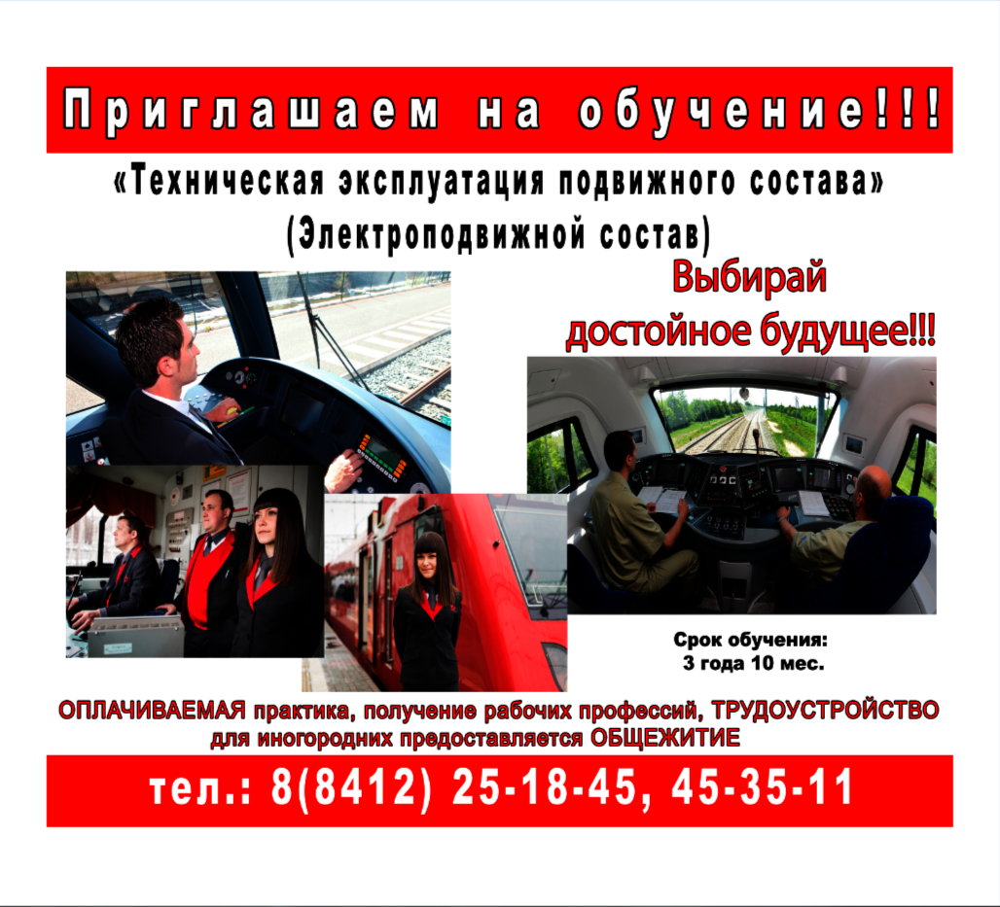 Приглашаем на обучение!!!
«Техническая эксплуатация подвижного состава»
(Электроподвижной состав)
Выбирай
достойное будущее!!!
Срок обучения:
3 года 10 мес.
ОПЛАЧИВАЕМАЯ практика, получение рабочих профессий, ТРУДОУСТРОЙСТВО
для иногородних предоставляется ОБЩЕЖИТИЕ
тел.: 8(8412) 25-18-45, 45-35-11